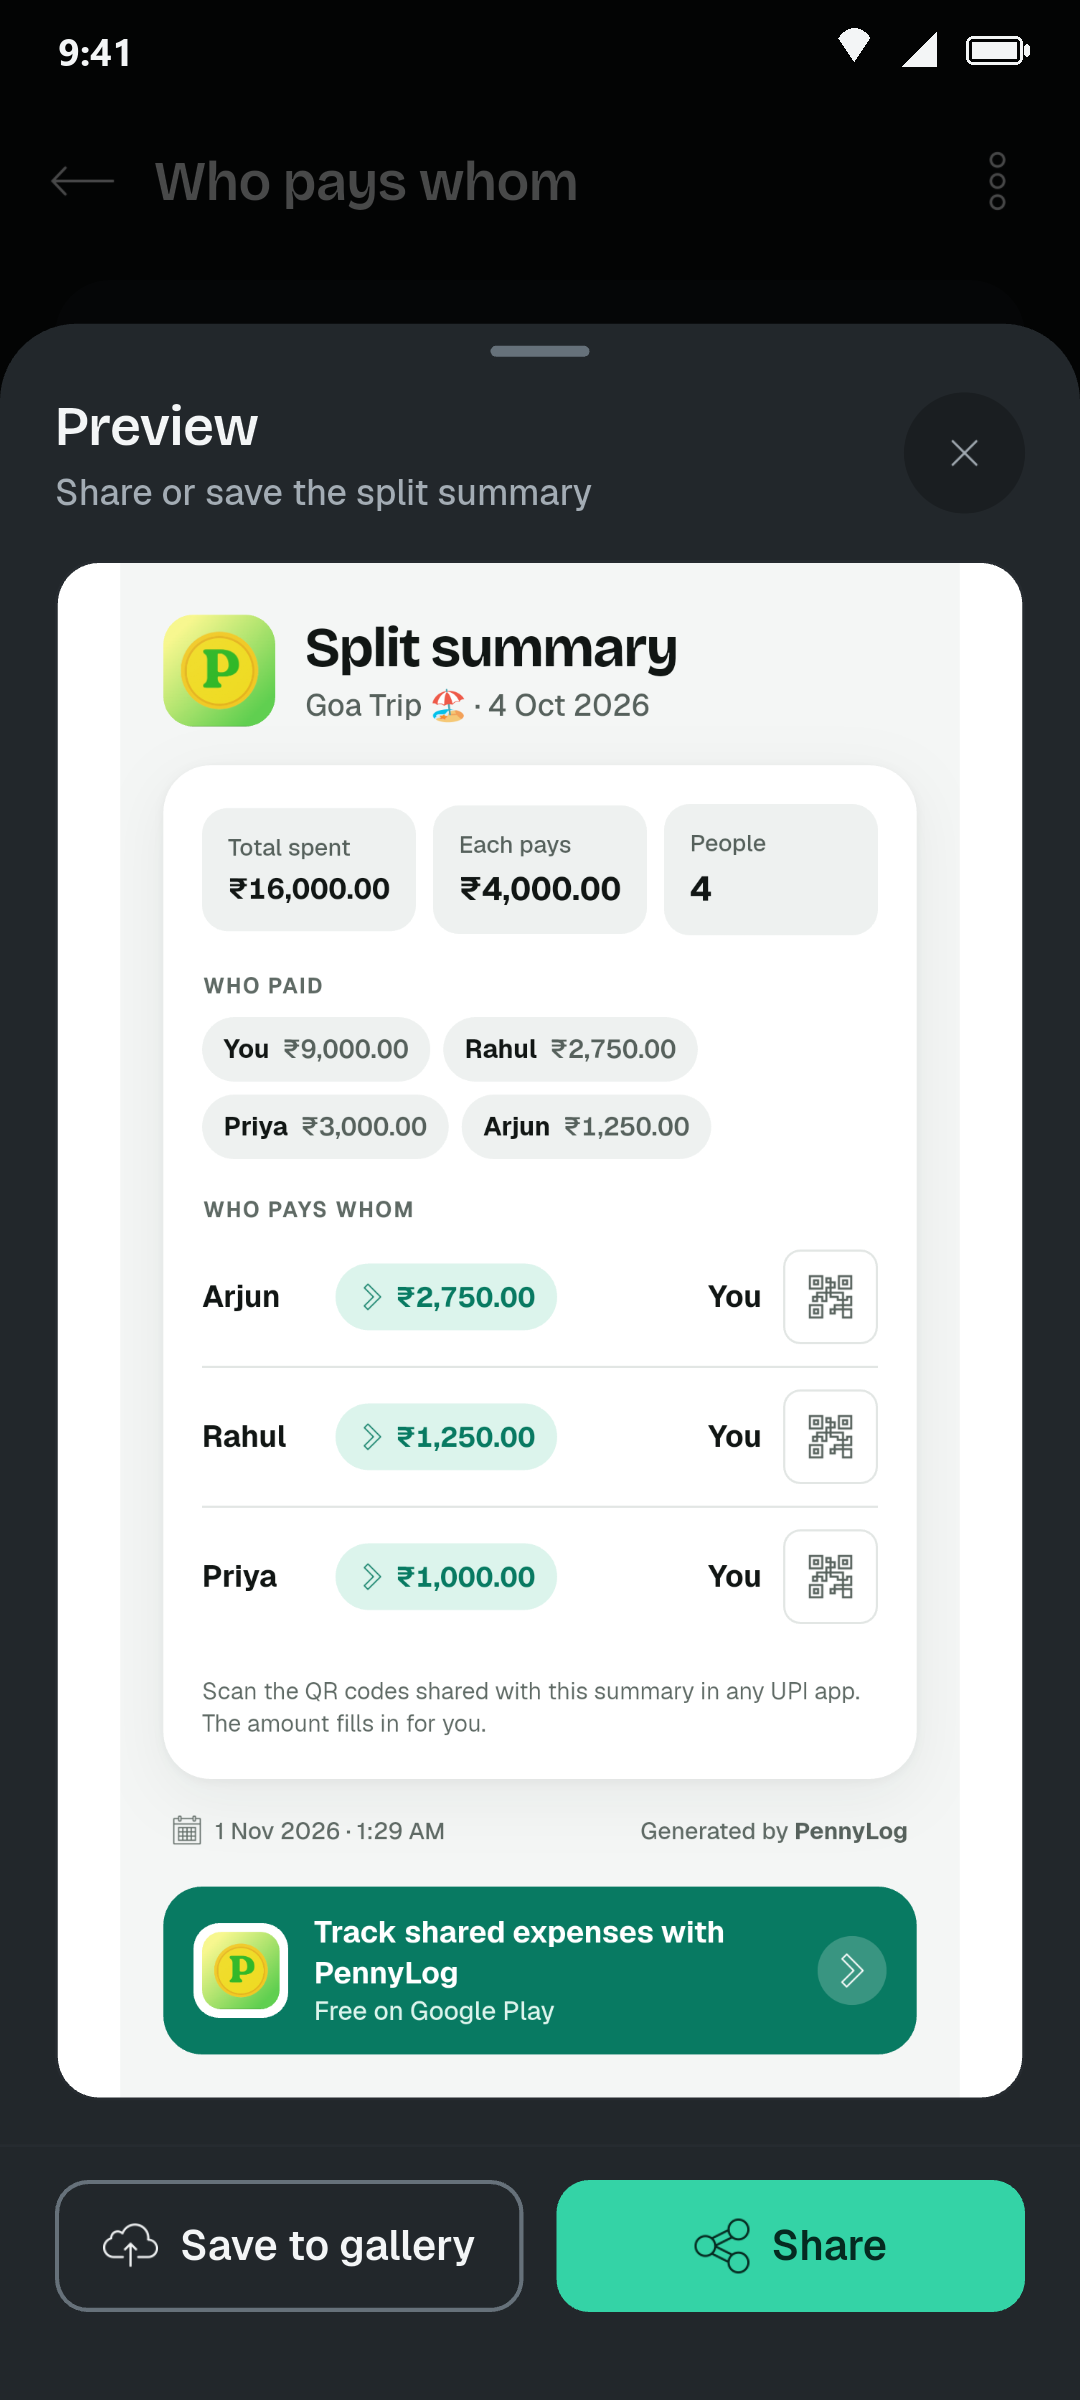 9:41
Who pays whom
Preview
Share or save the split summary
P
Split summary
Goa Trip 🏖️ · 4 Oct 2026
Total spent
₹16,000.00
Each pays
₹4,000.00
People
4
WHO PAID
You ₹9,000.00
Rahul ₹2,750.00
Priya ₹3,000.00
Arjun ₹1,250.00
WHO PAYS WHOM
Arjun ₹2,750.00 You
Rahul ₹1,250.00 You
Priya ₹1,000.00 You
Scan the QR codes shared with this summary in any UPI app.
The amount fills in for you.
1 Nov 2026 · 1:29 AM
Generated by PennyLog
P
Track shared expenses with
PennyLog
Free on Google Play
Save to gallery
Share